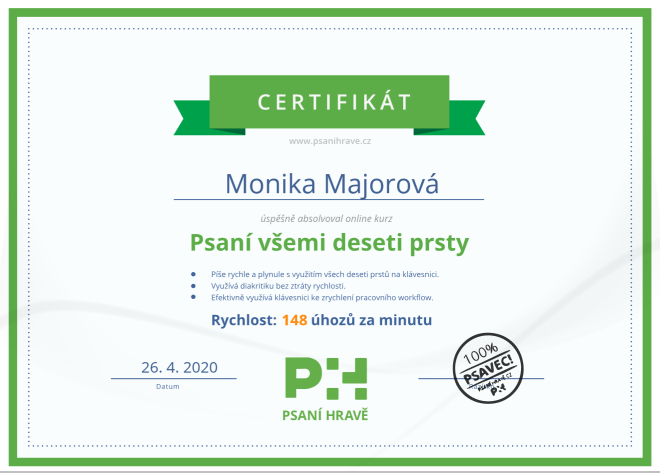 CERTIFIKÁT
www.psanihrave.cz
Monika Majorová
úspěšně absolvoval online kurz
Psaní všemi deseti prsty
Píše rychle a plynule s využitím všech deseti prstů na klávesnici.
Využívá diakritiku bez ztráty rychlosti.
Efektivně využívá klávesnici ke zrychlení pracovního workflow.
Rychlost: 148 úhozů za minutu
26. 4. 2020
Datum
PH
PSANÍ HRAVĚ
100%
PSAVEC!